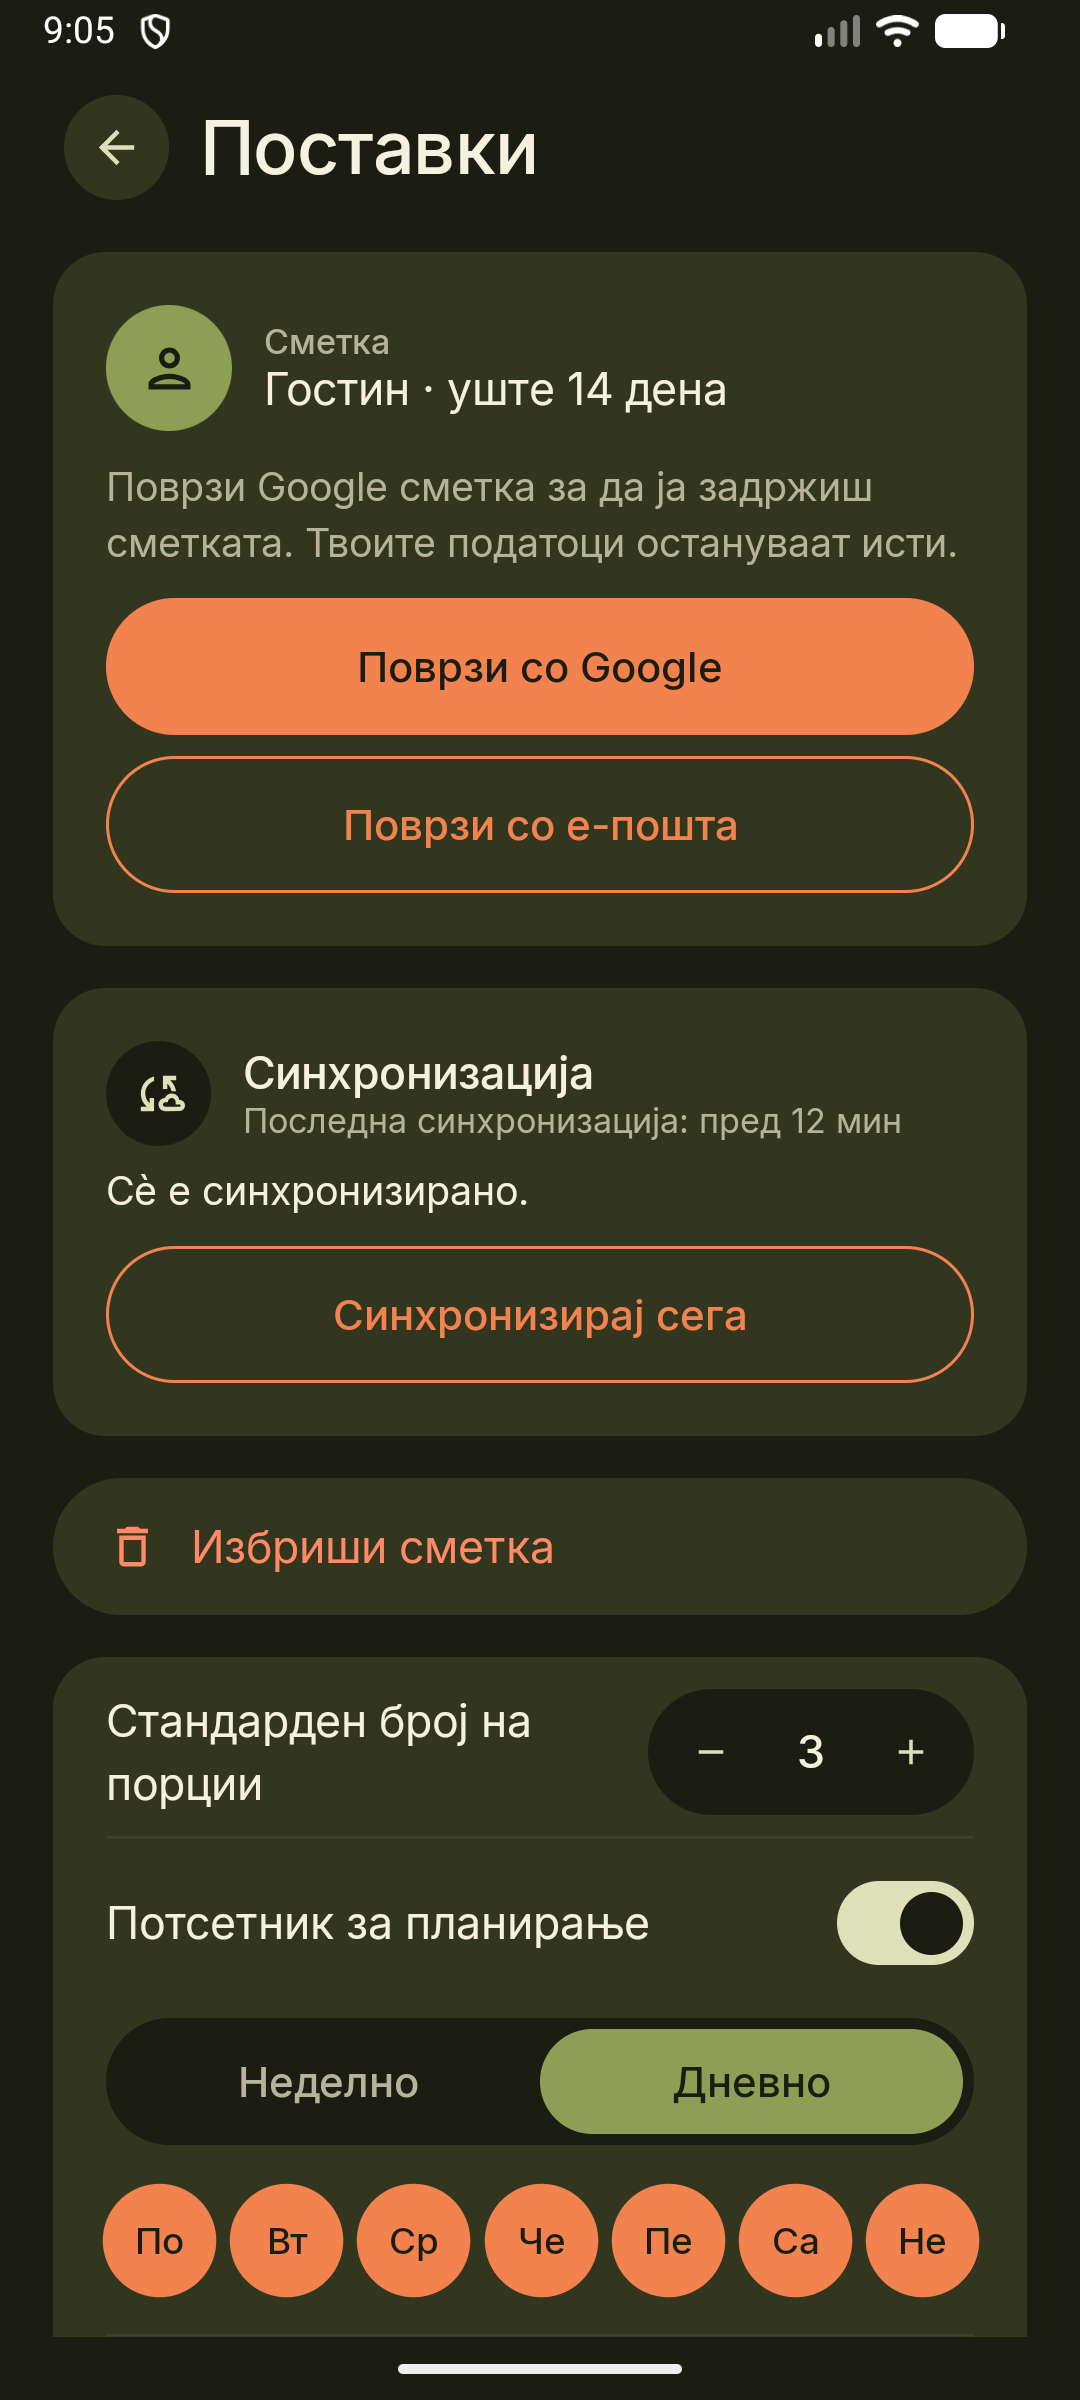 9:05
Поставки
Сметка
Гостин · уште 14 дена
Поврзи Google сметка за да ја задржиш
сметката. Твоите податоци остануваат исти.
Поврзи со Google
Поврзи со е-пошта
Синхронизација
Последна синхронизација: пред 12 мин
Сѐ е синхронизирано.
Синхронизирај сега
Избриши сметка
Стандарден број на
порции
− 3 +
Потсетник за планирање
Неделно Дневно
По Вт Ср Че Пе Са Не